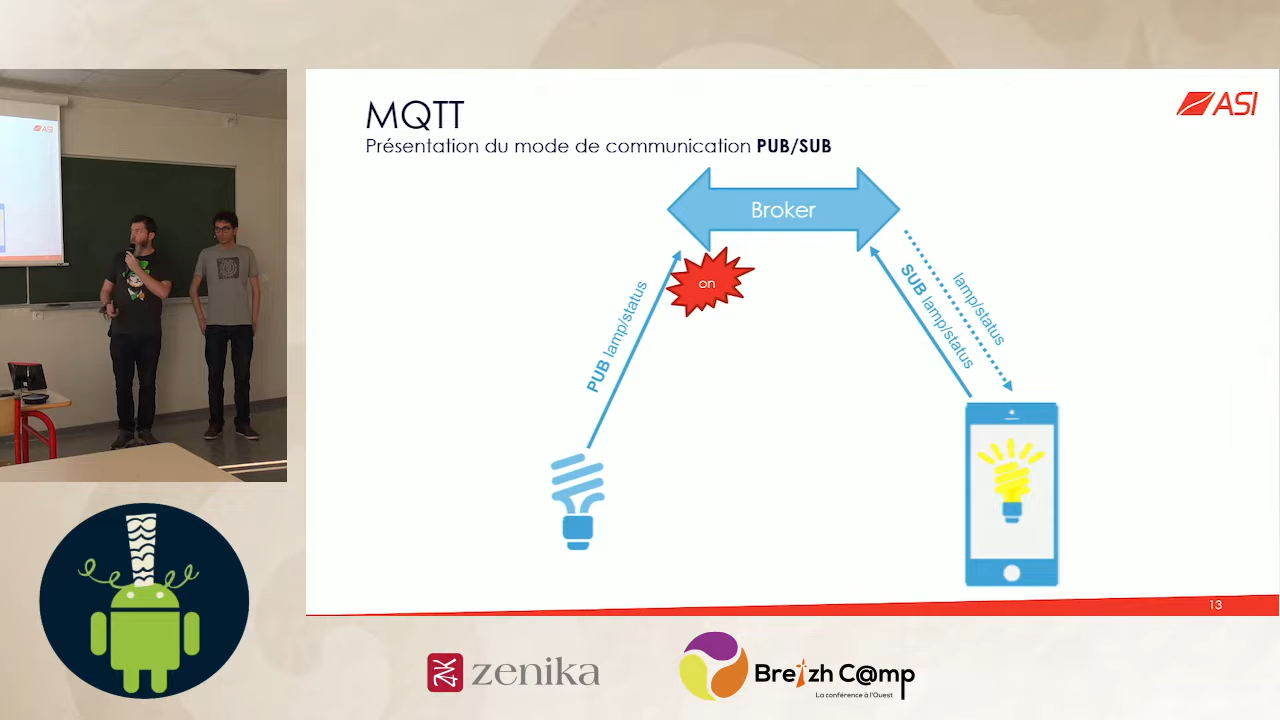 MQTT
Présentation du mode de communication PUB/SUB
ASI
Broker
on
PUB lamp/status
SUB lamp/status
lamp/status
13
ASI
zenika
Breizh C@mp
La conférence à l'Ouest